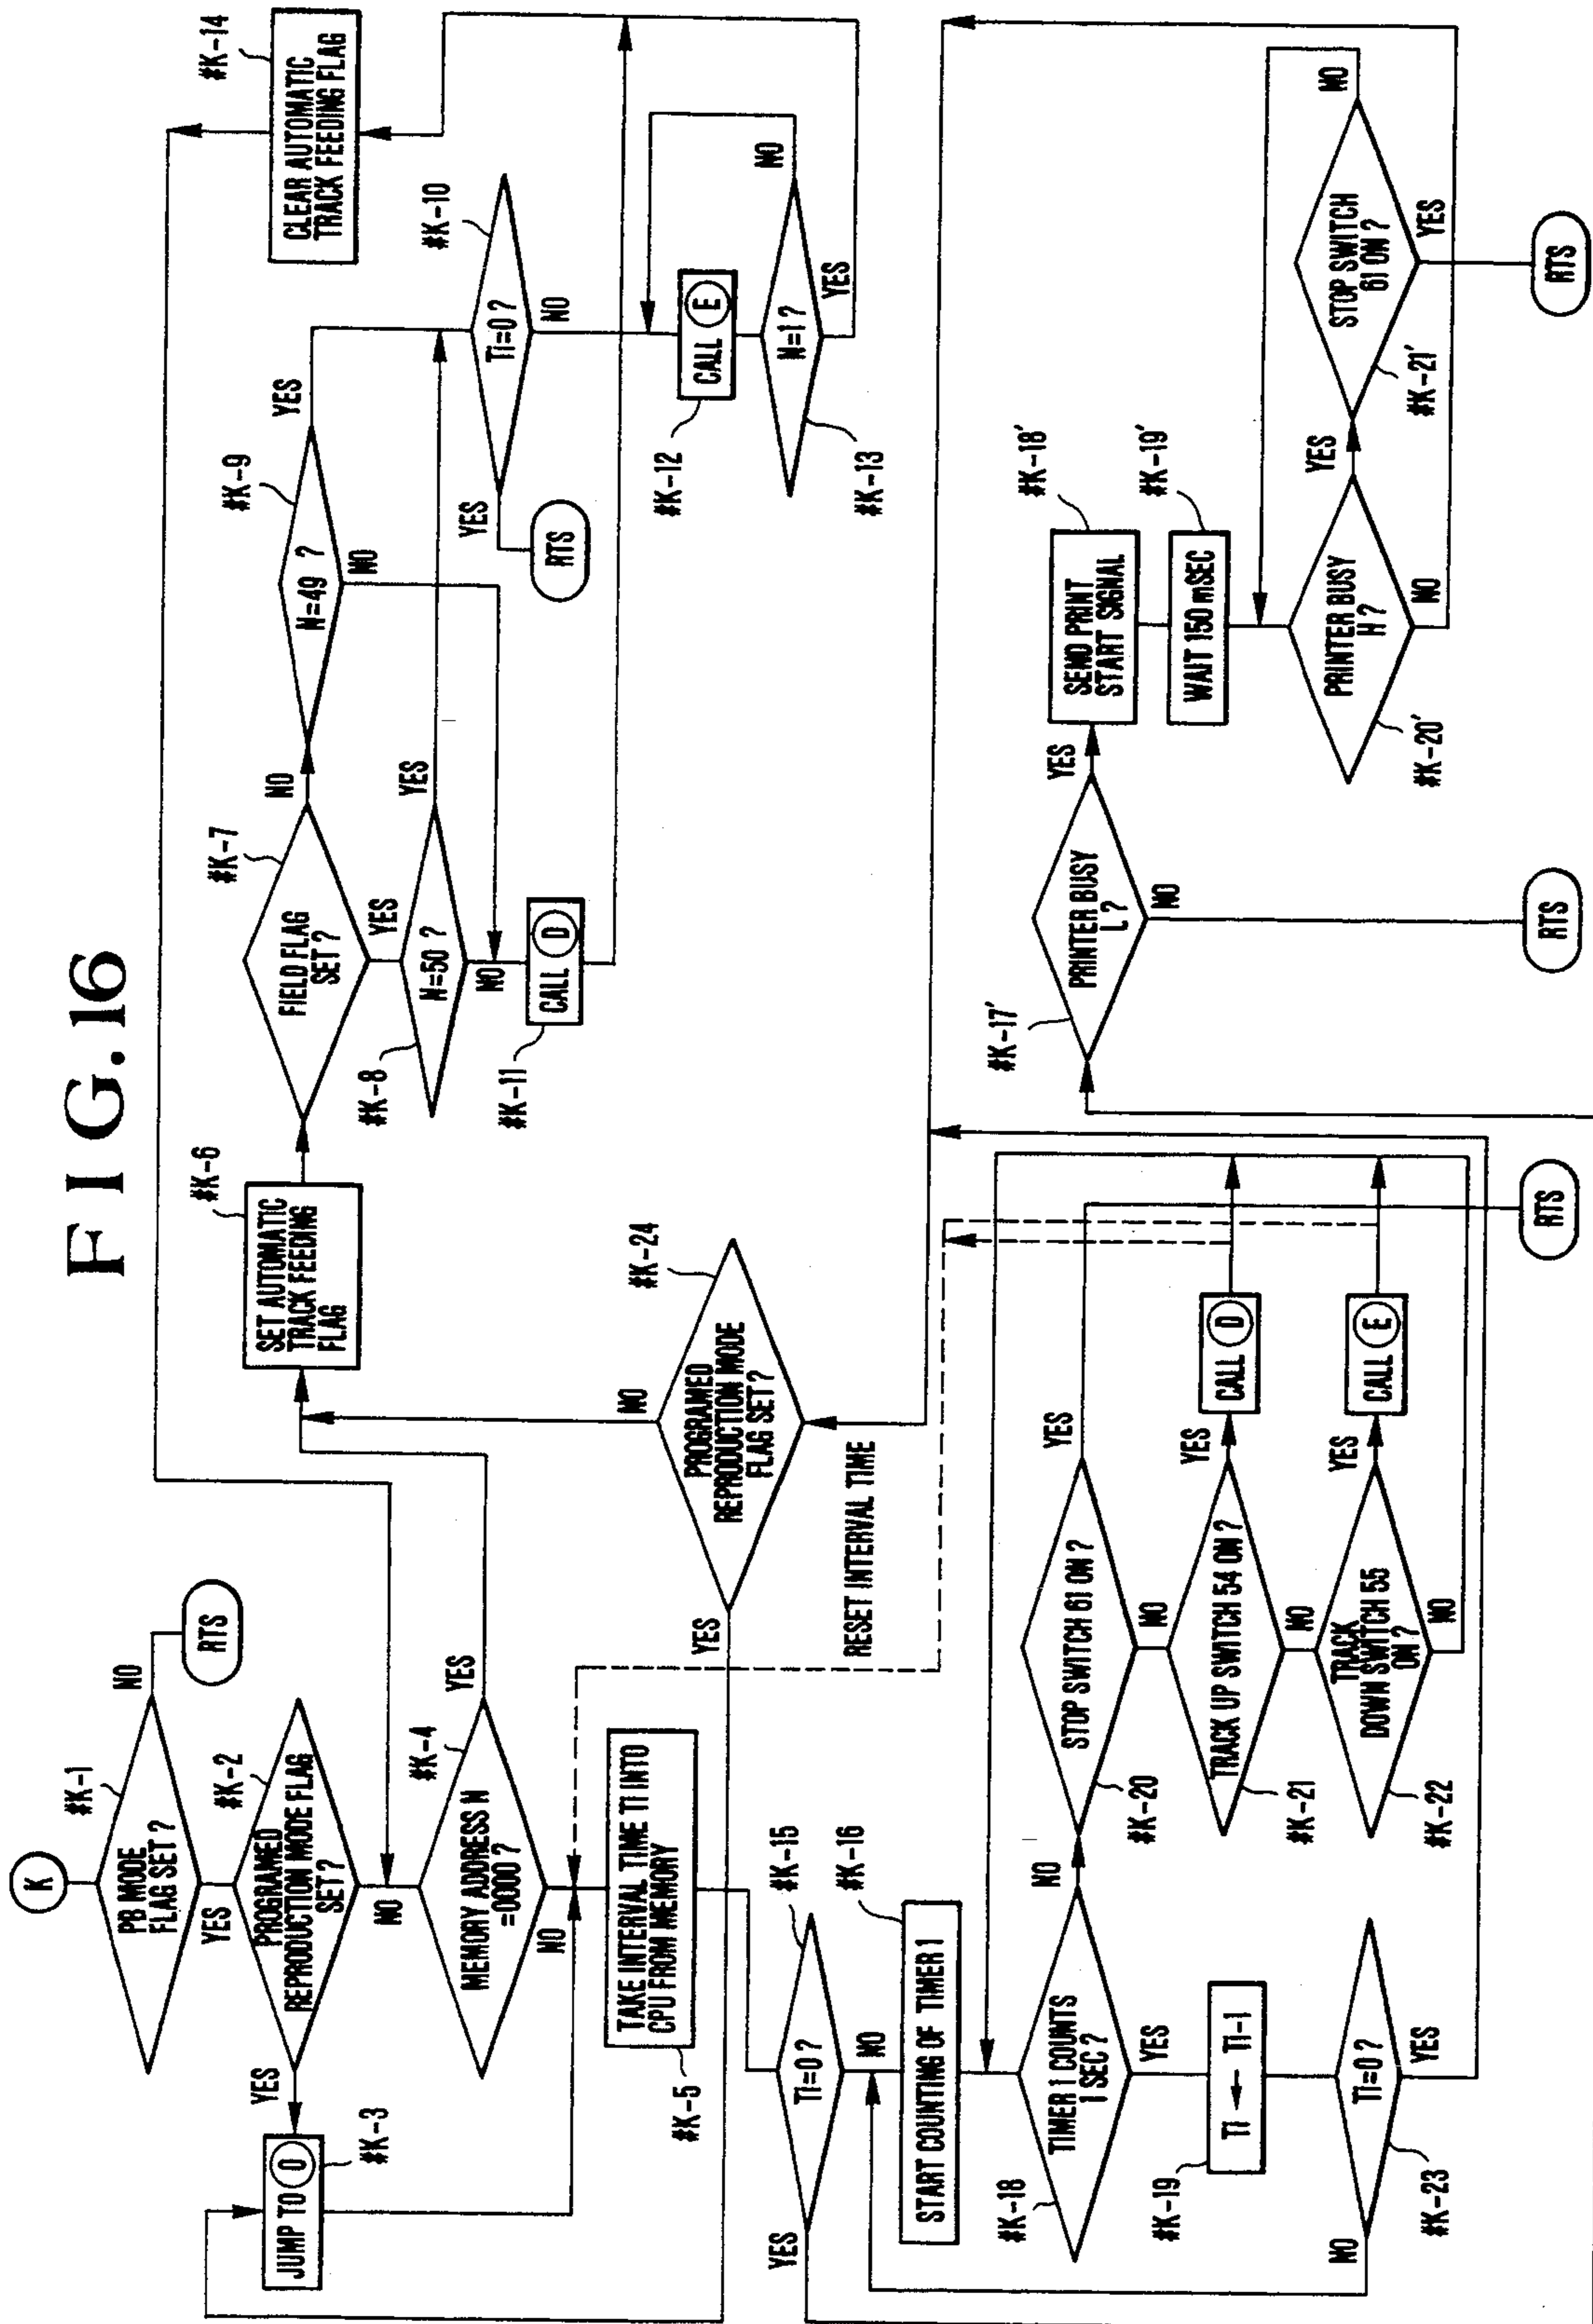 FIG.16
K
#K-1
PB MODE
FLAG SET ?
NO
RTS
YES
#K-2
PROGRAMED
REPRODUCTION MODE FLAG
SET ?
YES
NO
JUMP TO O
#K-3
#K-4
MEMORY ADDRESS N
=0000 ?
YES
NO
TAKE INTERVAL TIME TI INTO
CPU FROM MEMORY
#K-5
SET AUTOMATIC
TRACK FEEDING
FLAG
#K-6
FIELD FLAG
SET ?
#K-7
NO
YES
N=50 ?
#K-8
YES
NO
N=49 ?
#K-9
YES
NO
TI=0 ?
#K-10
YES
NO
RTS
CALL D
#K-11
CALL E
#K-12
N=1 ?
#K-13
NO
YES
CLEAR AUTOMATIC
TRACK FEEDING FLAG
#K-14
PROGRAMED
REPRODUCTION MODE
FLAG SET ?
#K-24
NO
YES
RESET INTERVAL TIME
TI=0 ?
#K-15
YES
NO
START COUNTING OF TIMER 1
#K-16
TIMER 1 COUNTS
1 SEC ?
#K-18
NO
YES
TI ← TI-1
#K-19
TI=0 ?
#K-23
NO
YES
STOP SWITCH 61 ON ?
#K-20
YES
NO
TRACK UP SWITCH 54 ON ?
#K-21
YES
NO
CALL D
TRACK
DOWN SWITCH 55
ON ?
#K-22
YES
NO
CALL E
RTS
PRINTER BUSY
L ?
#K-17'
YES
NO
RTS
SEND PRINT
START SIGNAL
#K-18'
WAIT 150 mSEC
#K-19'
PRINTER BUSY
H ?
#K-20'
YES
NO
STOP SWITCH
61 ON ?
#K-21'
NO
YES
RTS